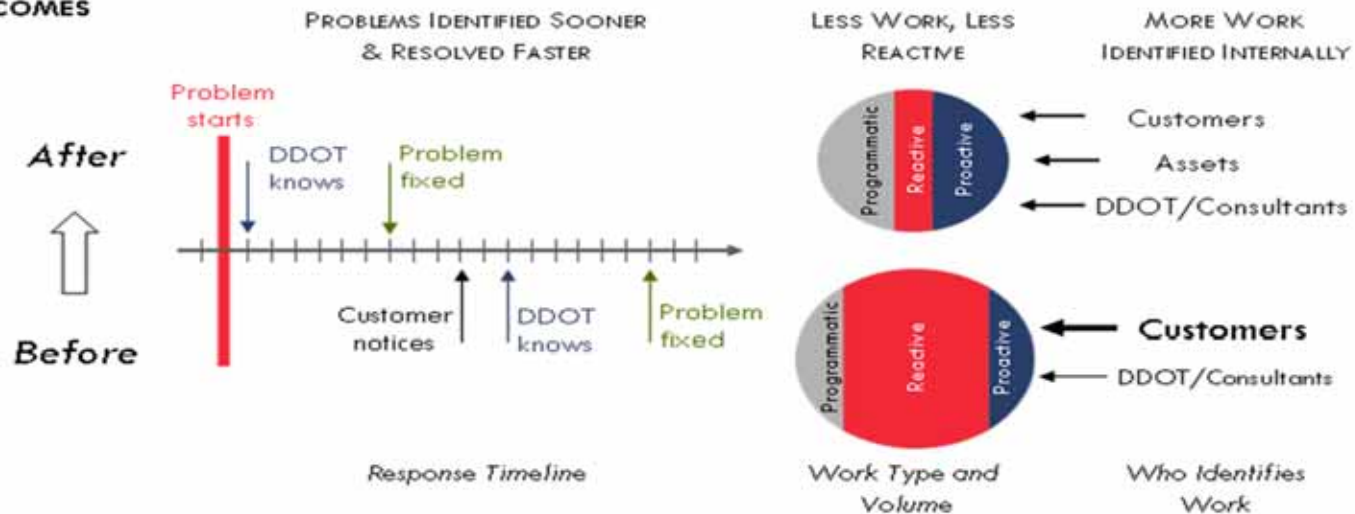 COMES
PROBLEMS IDENTIFIED SOONER
& RESOLVED FASTER
LESS WORK, LESS
REACTIVE
MORE WORK
IDENTIFIED INTERNALLY
Problem
starts
After
DDOT
knows
Problem
fixed
Programmatic
Reactive
Proactive
Customers
Assets
DDOT/Consultants
Before
Customer
notices
DDOT
knows
Problem
fixed
Programmatic
Reactive
Proactive
Customers
DDOT/Consultants
Response Timeline
Work Type and
Volume
Who Identifies
Work